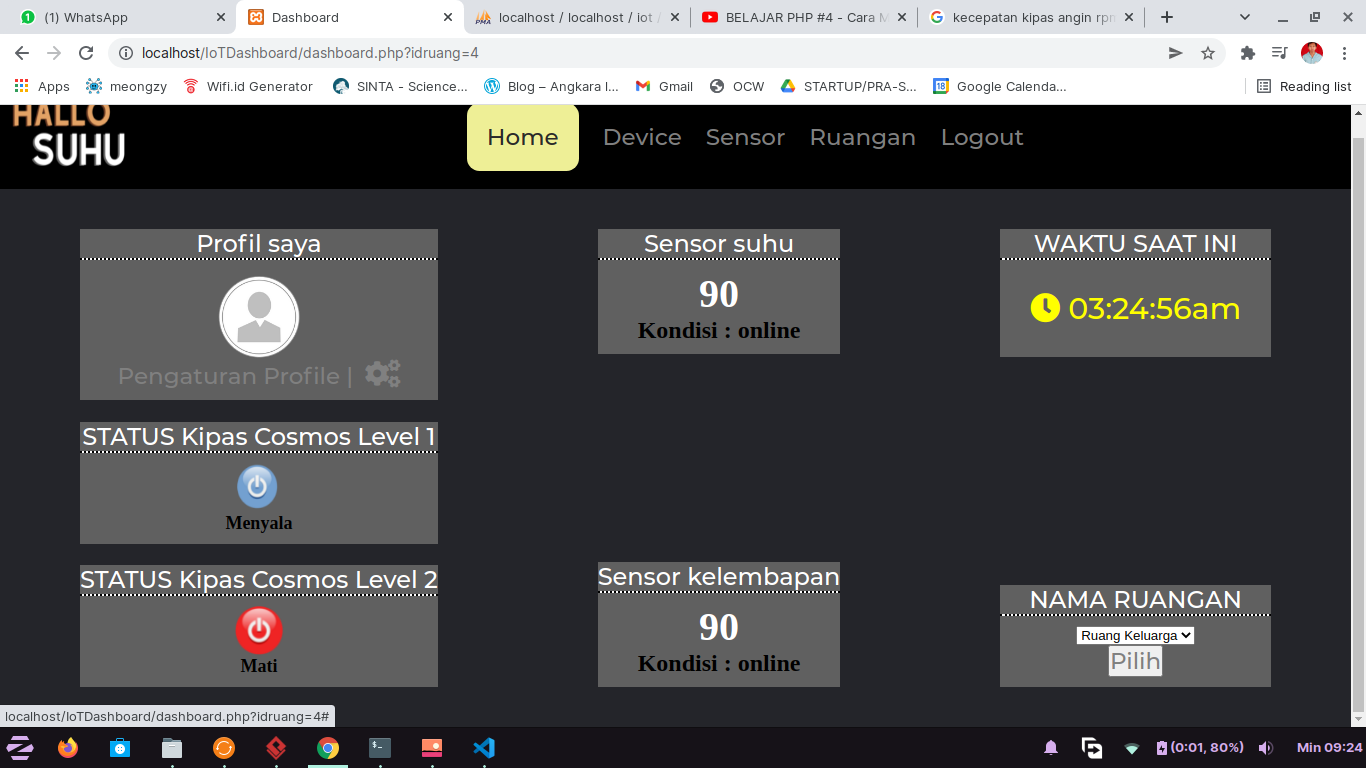 (1) WhatsApp
Dashboard
localhost / localhost / iot /
BELAJAR PHP #4 - Cara M
kecepatan kipas angin rpm
localhost/IoTDashboard/dashboard.php?idruang=4
Apps
meongzy
Wifi.id Generator
SINTA - Science...
Blog – Angkara I...
Gmail
OCW
STARTUP/PRA-S...
Google Calenda...
Reading list
HALLO
SUHU
Home
Device
Sensor
Ruangan
Logout
Profil saya
Pengaturan Profile |
STATUS Kipas Cosmos Level 1
Menyala
STATUS Kipas Cosmos Level 2
Mati
Sensor suhu
90
Kondisi : online
Sensor kelembapan
90
Kondisi : online
WAKTU SAAT INI
03:24:56am
NAMA RUANGAN
Ruang Keluarga
Pilih
localhost/IoTDashboard/dashboard.php?idruang=4#
(0:01, 80%)
Min 09:24